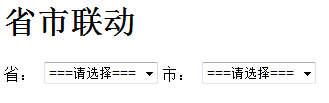 省市联动
省： ===请选择=== 市： ===请选择===